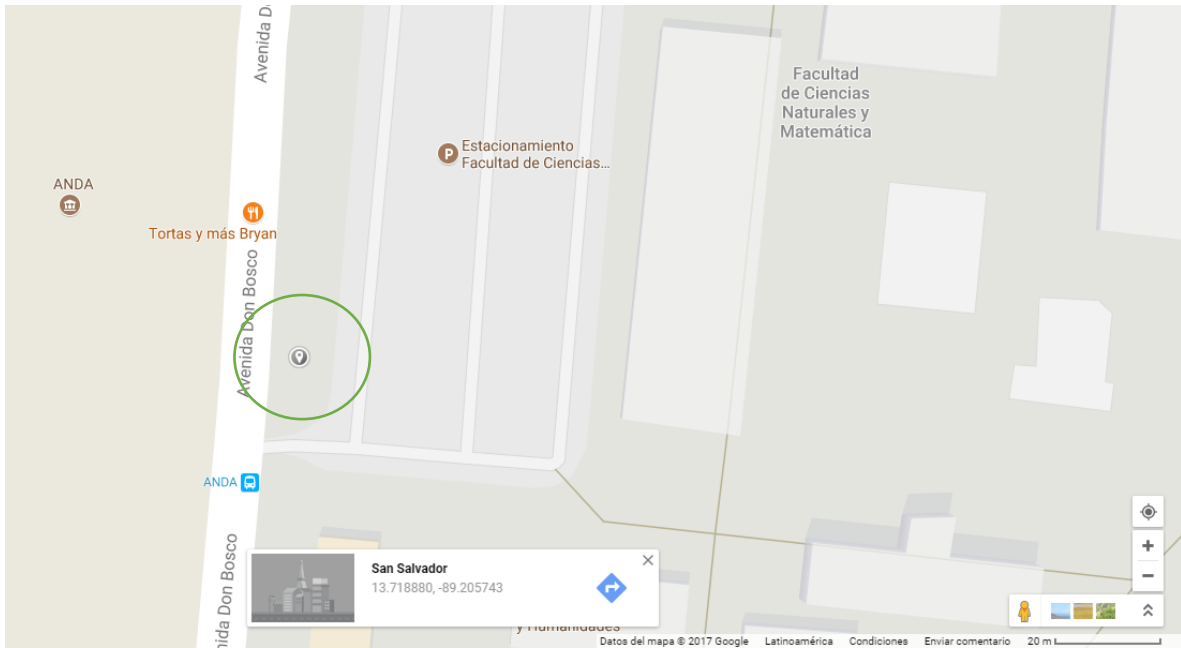 Avenida D
Facultad
de Ciencias
Naturales y
Matemática
P
Estacionamiento
Facultad de Ciencias...
ANDA
Tortas y más Bryan
Avenida Don Bosco
ANDA
nida Don Bosco
San Salvador
13.718880, -89.205743
y Humanidades
Datos del mapa © 2017 Google Latinoamérica Condiciones Enviar comentario 20 m